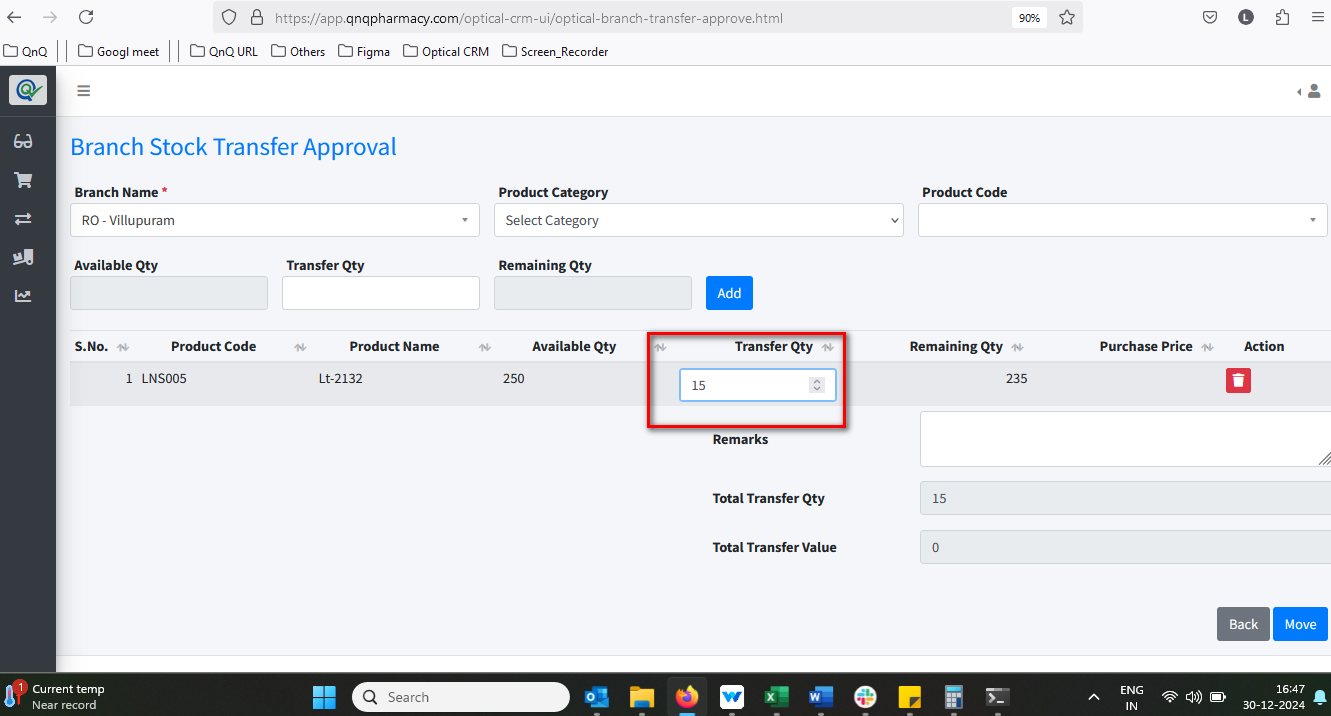 https://app.qnqpharmacy.com/optical-crm-ui/optical-branch-transfer-approve.html 90% L
QnQ Googl meet QnQ URL Others Figma Optical CRM Screen_Recorder
Branch Stock Transfer Approval
Branch Name * Product Category Product Code
RO - Villupuram Select Category
Available Qty Transfer Qty Remaining Qty
Add
S.No. Product Code Product Name Available Qty Transfer Qty Remaining Qty Purchase Price Action
1 LNS005 Lt-2132 250 15 235
Remarks
Total Transfer Qty 15
Total Transfer Value 0
Back Move
1 Current temp
Near record
Search
ENG
IN
16:47
30-12-2024